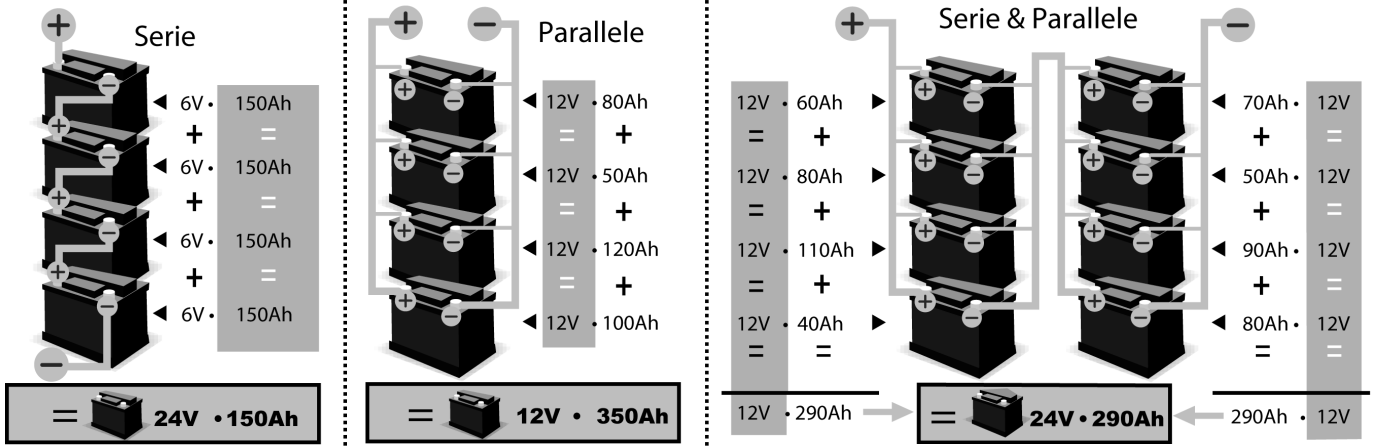 Serie
+
6V · 150Ah
+ =
6V · 150Ah
+ =
6V · 150Ah
+ =
6V · 150Ah
−
= 24V · 150Ah
+ − Parallele
12V · 80Ah
= +
12V · 50Ah
= +
12V · 120Ah
= +
12V · 100Ah
= 12V · 350Ah
Serie & Parallele
+ −
12V · 60Ah
= +
12V · 80Ah
= +
12V · 110Ah
= +
12V · 40Ah
= =
12V · 290Ah
70Ah · 12V
+ =
50Ah · 12V
+ =
90Ah · 12V
+ =
80Ah · 12V
= =
290Ah · 12V
= 24V · 290Ah